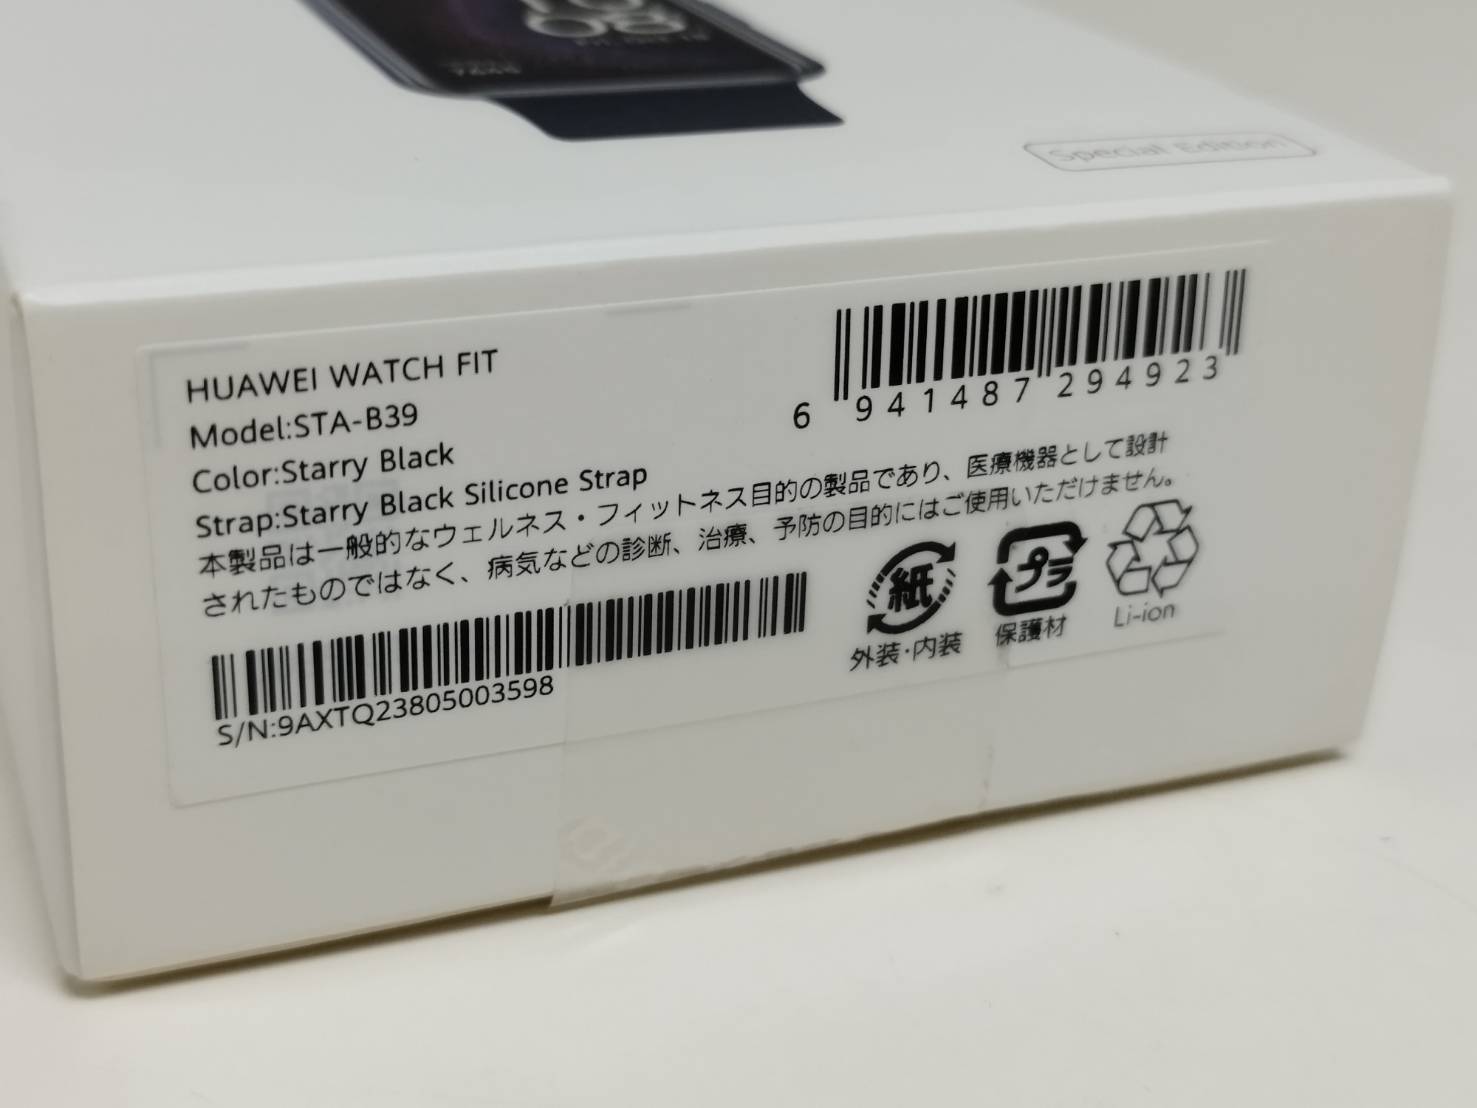 Special Edition
HUAWEI WATCH FIT
Model:STA-B39
Color:Starry Black
Strap:Starry Black Silicone Strap
本製品は一般的なウェルネス・フィットネス目的の製品であり、医療機器として設計
されたものではなく、病気などの診断、治療、予防の目的にはご使用いただけません。
6 941487 294923
S/N:9AXTQ23805003598
紙
外装・内装
プラ
保護材
Li-ion